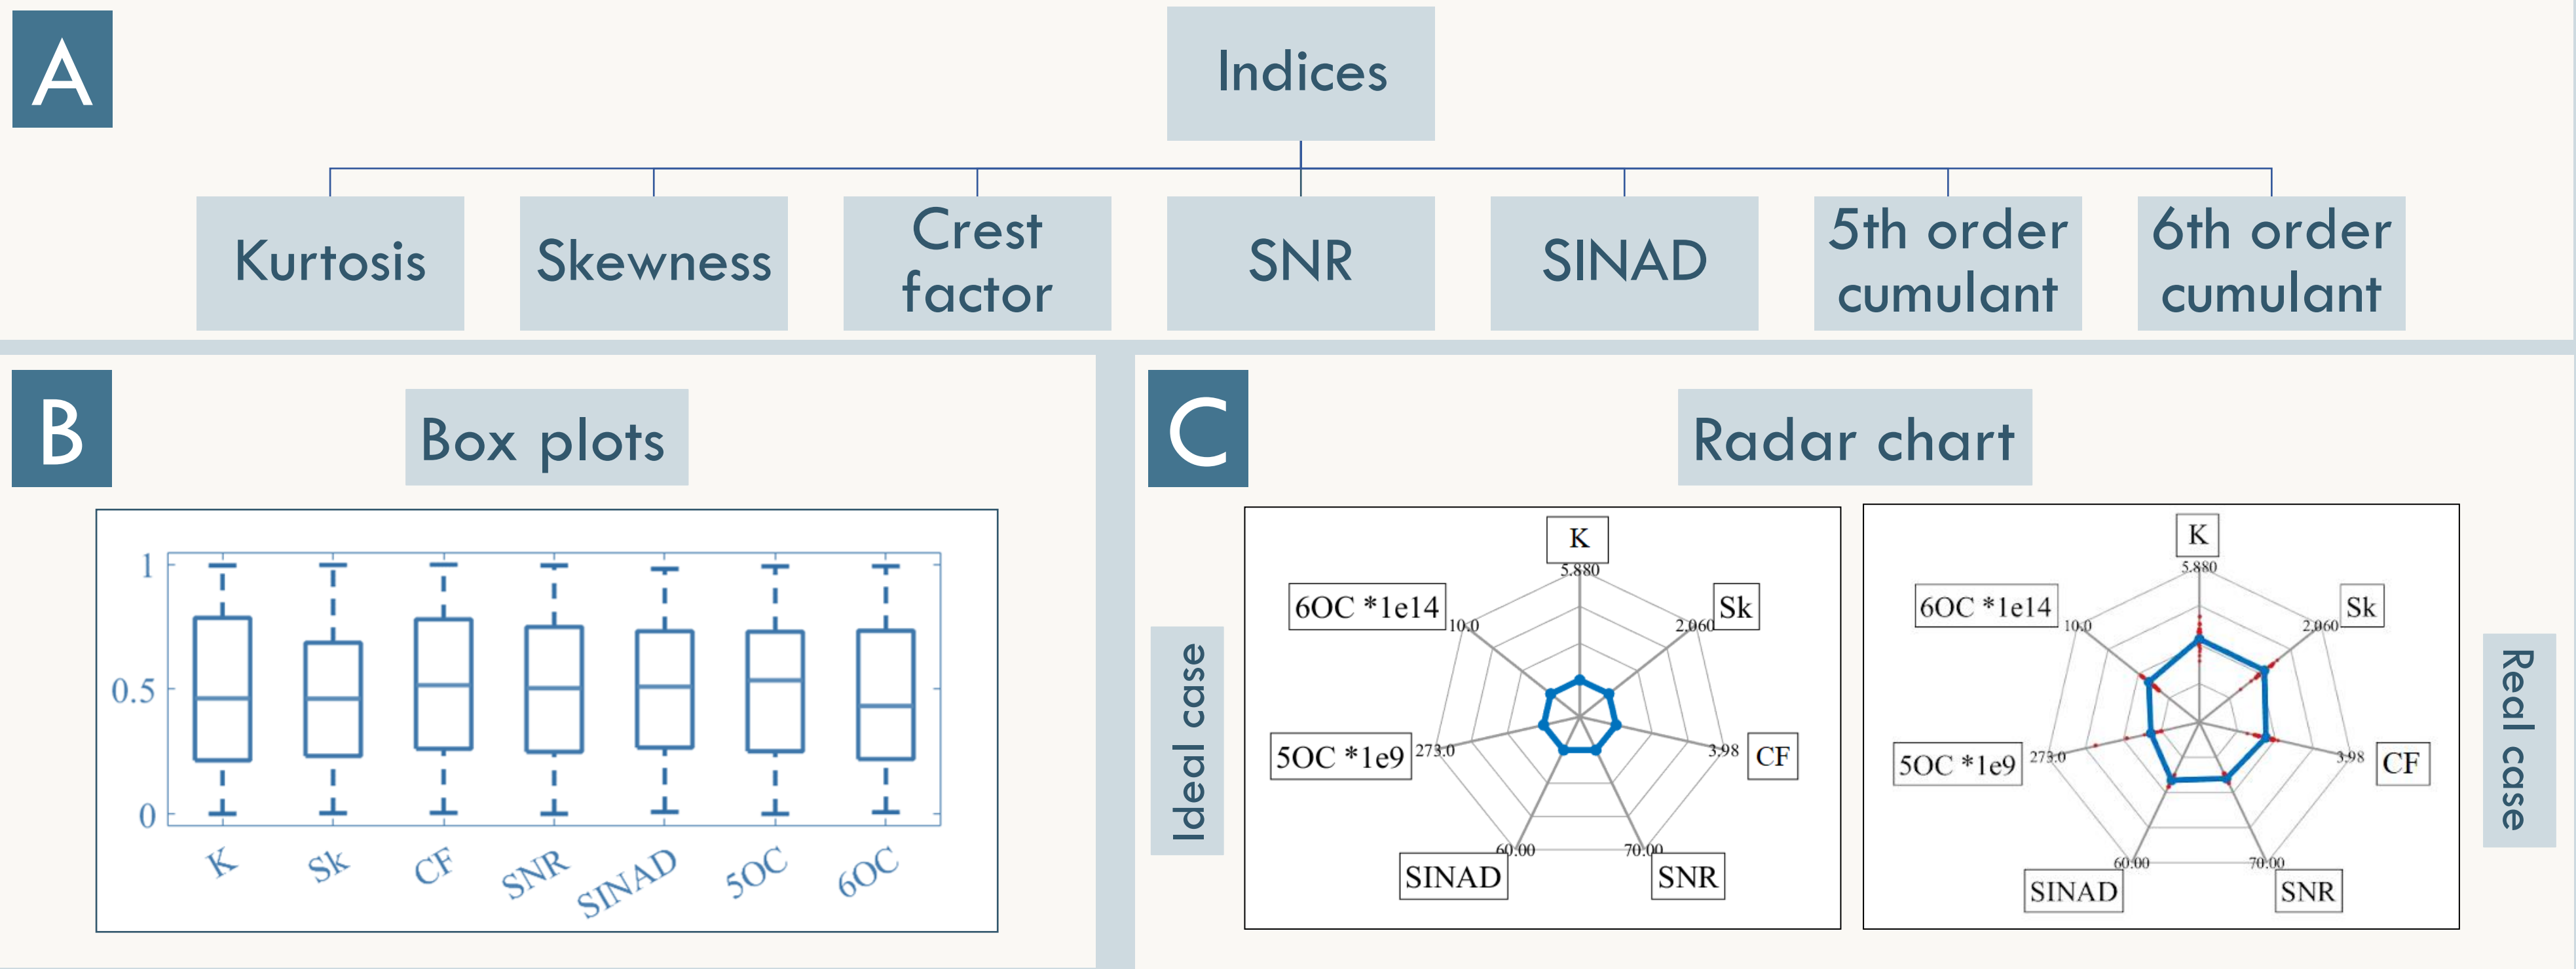 A
Indices
Kurtosis
Skewness
Crest
factor
SNR
SINAD
5th order
cumulant
6th order
cumulant
B
Box plots
1
0.5
0
K
Sk
CF
SNR
SINAD
5OC
6OC
C
Radar chart
Ideal case
K
5.880
6OC *1e14
10.0
Sk
2.060
5OC *1e9
273.0
3.98
CF
60.00
70.00
SINAD
SNR
K
5.880
6OC *1e14
10.0
Sk
2.060
5OC *1e9
273.0
3.98
CF
60.00
70.00
SINAD
SNR
Real case